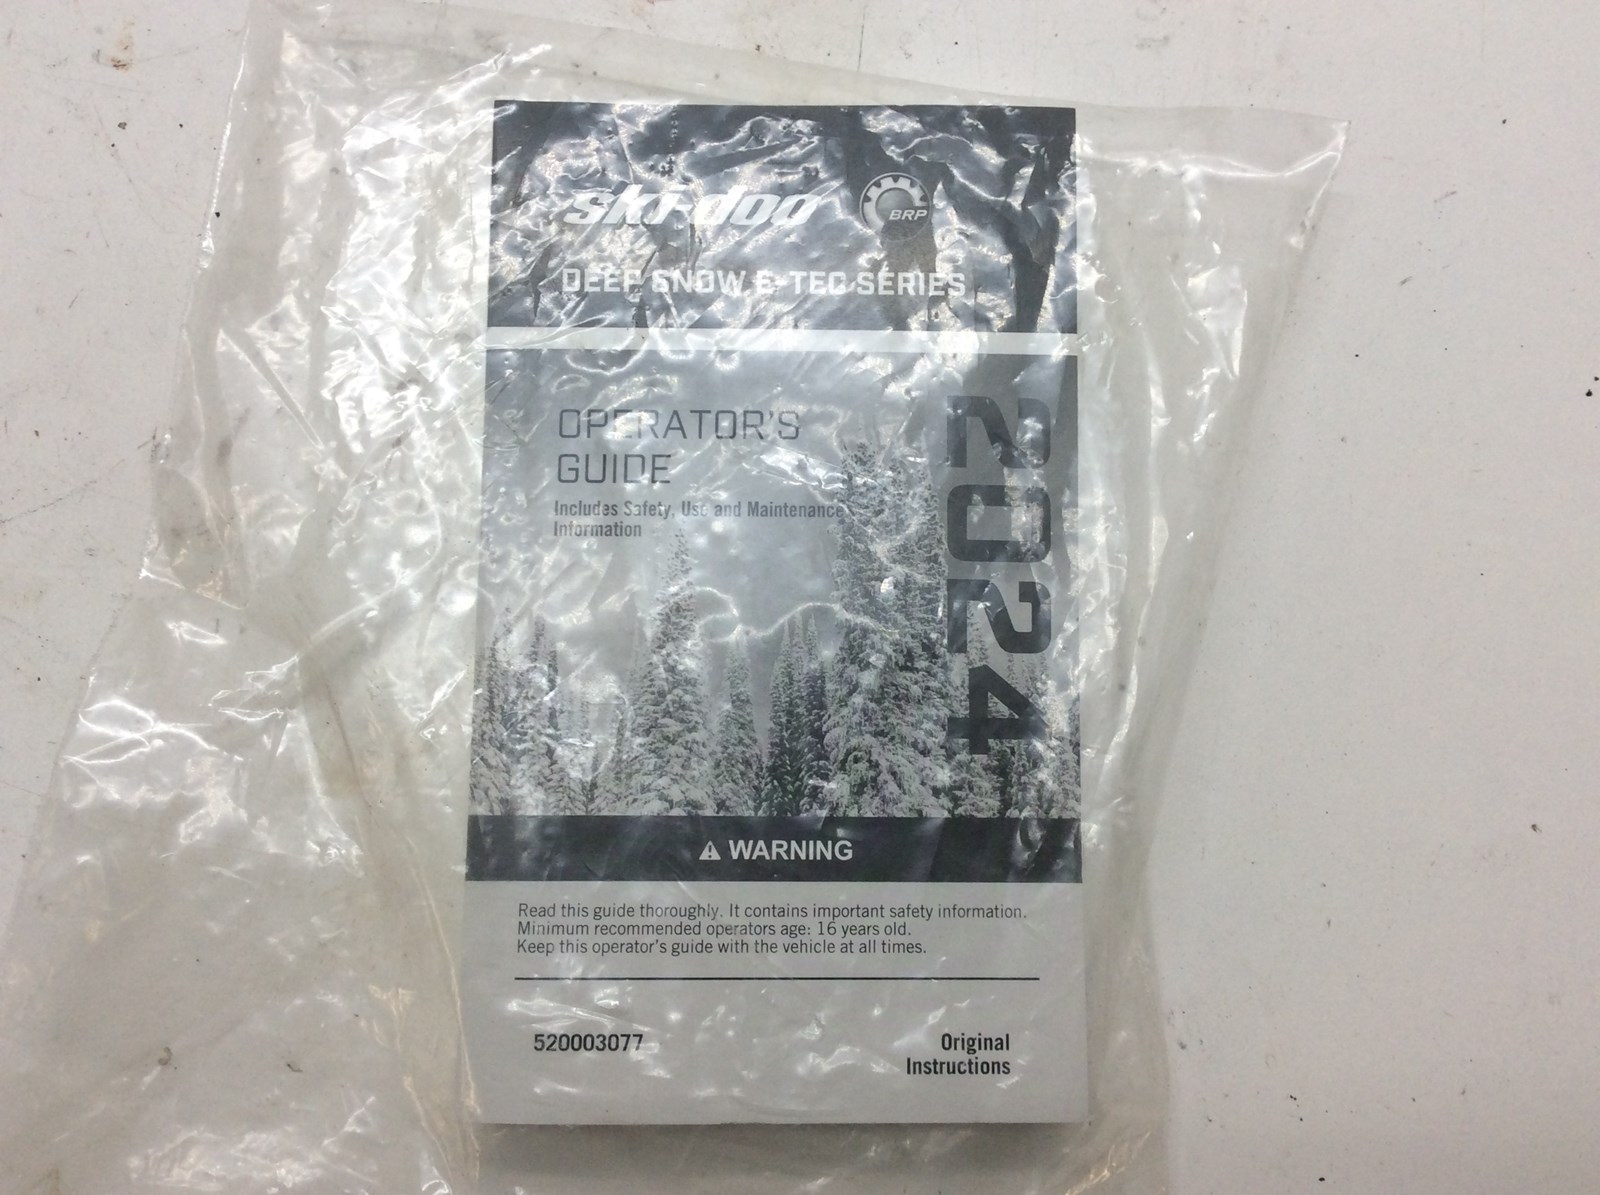 ski-doo
BRP
DEEP SNOW E-TEC SERIES
OPERATOR'S
GUIDE
Includes Safety, Use and Maintenance
Information
2024
WARNING
Read this guide thoroughly. It contains important safety information.
Minimum recommended operators age: 16 years old.
Keep this operator's guide with the vehicle at all times.
520003077
Original
Instructions